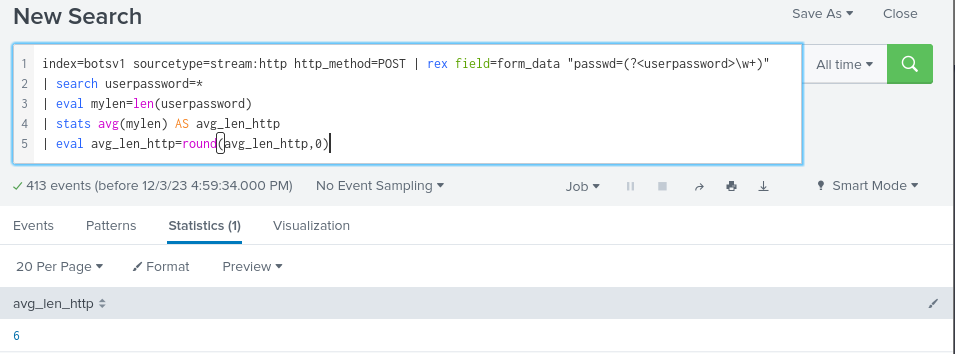 New Search
Save As Close
1 index=botsv1 sourcetype=stream:http http_method=POST | rex field=form_data "passwd=(?<userpassword>\w+)"
2 | search userpassword=*
3 | eval mylen=len(userpassword)
4 | stats avg(mylen) AS avg_len_http
5 | eval avg_len_http=round(avg_len_http,0)
All time
413 events (before 12/3/23 4:59:34.000 PM) No Event Sampling Job Smart Mode
Events Patterns Statistics (1) Visualization
20 Per Page Format Preview
avg_len_http
6